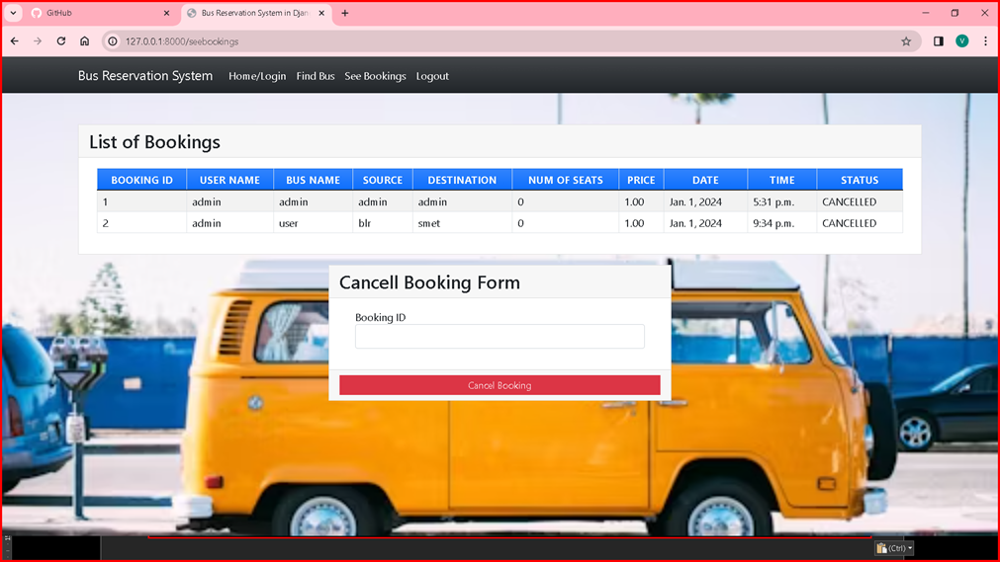 GitHub
Bus Reservation System in Djan
127.0.0.1:8000/seebookings
V
Bus Reservation System Home/Login Find Bus See Bookings Logout
List of Bookings
BOOKING ID USER NAME BUS NAME SOURCE DESTINATION NUM OF SEATS PRICE DATE TIME STATUS
1 admin admin admin admin 0 1.00 Jan. 1, 2024 5:31 p.m. CANCELLED
2 admin user blr smet 0 1.00 Jan. 1, 2024 9:34 p.m. CANCELLED
Cancell Booking Form
Booking ID
Cancel Booking
(Ctrl)